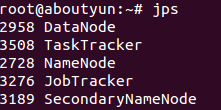 root@aboutyun:~# jps
2958 DataNode
3508 TaskTracker
2728 NameNode
3276 JobTracker
3189 SecondaryNameNode